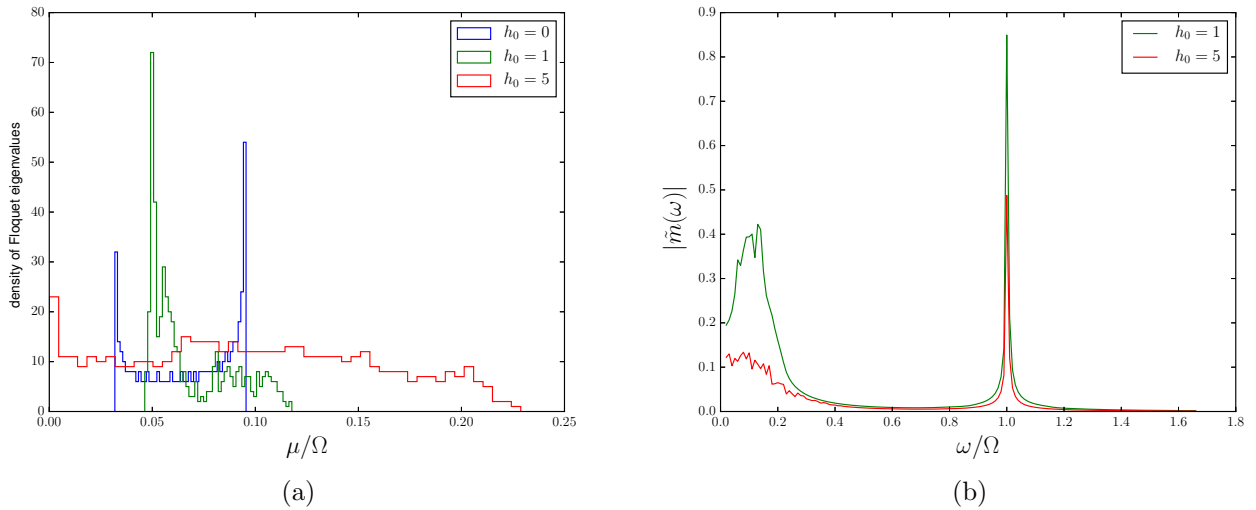 80
70
60
50
40
30
20
10
0
density of Floquet eigenvalues
0.00 0.05 0.10 0.15 0.20 0.25
μ/Ω
h₀ = 0
h₀ = 1
h₀ = 5
(a)
0.9
0.8
0.7
0.6
0.5
0.4
0.3
0.2
0.1
0.0
|m̃(ω)|
0.0 0.2 0.4 0.6 0.8 1.0 1.2 1.4 1.6 1.8
ω/Ω
h₀ = 1
h₀ = 5
(b)